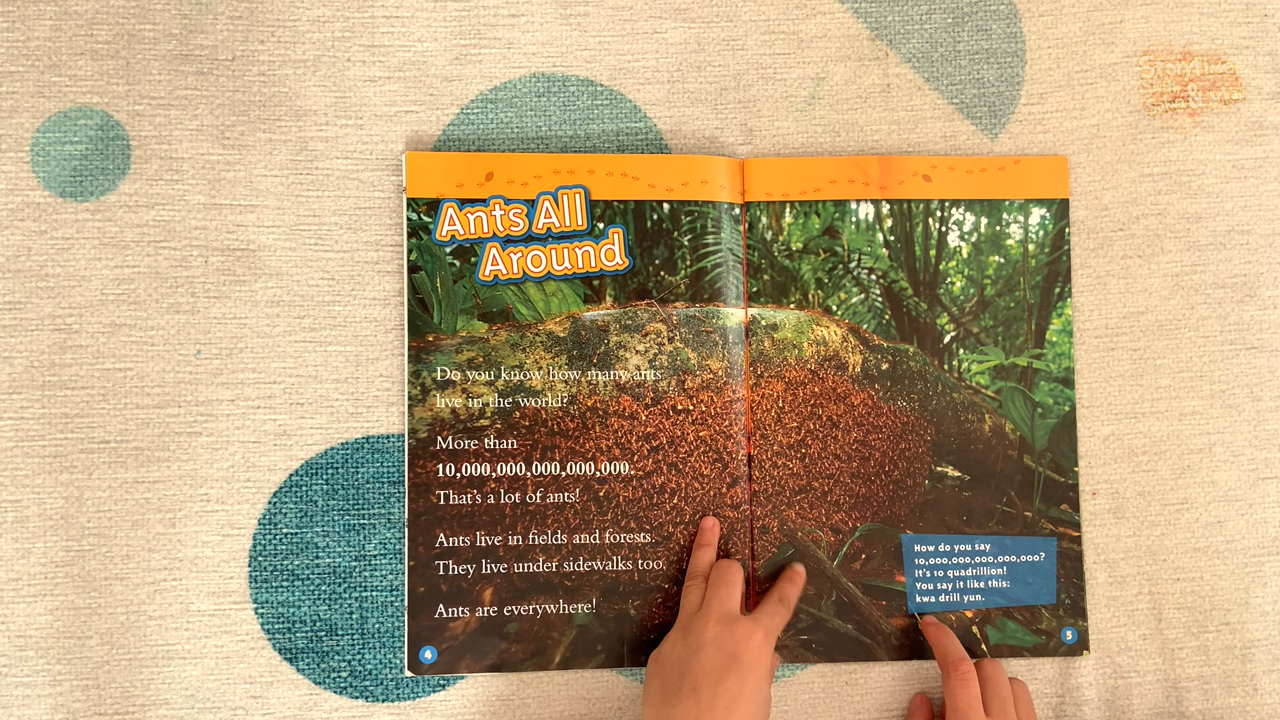 Ants All
Around
Do you know how many ants
live in the world?
More than
10,000,000,000,000,000.
That's a lot of ants!
Ants live in fields and forests.
They live under sidewalks too.
Ants are everywhere!
4
How do you say
10,000,000,000,000,000?
It's 10 quadrillion!
You say it like this:
kwa drill yun.
5